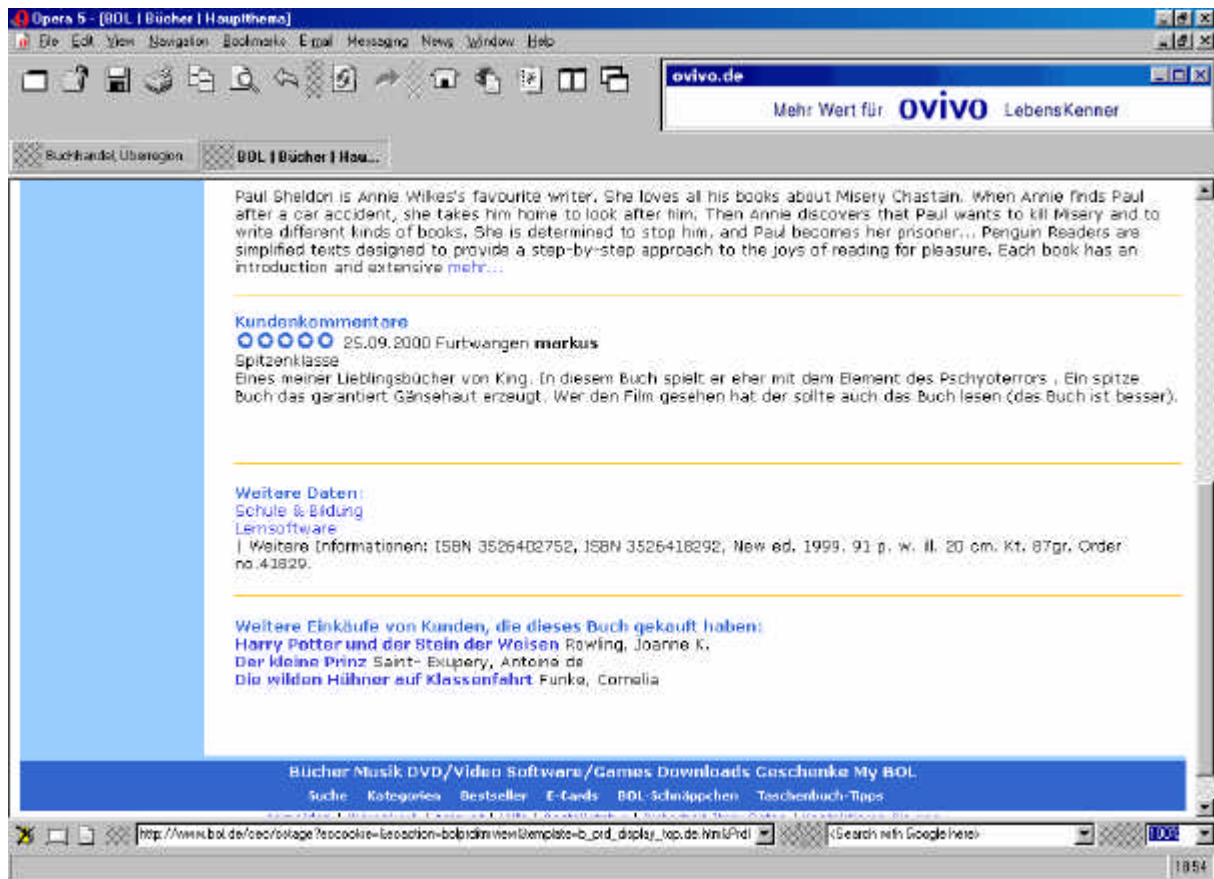 Opera 5 - [BOL | Bücher | Haupthema]
File Edit View Navigation Bookmarks E-mail Messaging News Window Help
ovivo.de
Mehr Wert für ovivo LebensKenner
Buchhandel, Überregion
BOL | Bücher | Hau...
Paul Sheldon is Annie Wilkes's favourite writer. She loves all his books about Misery Chastain. When Annie finds Paul
after a car accident, she takes him home to look after him. Then Annie discovers that Paul wants to kill Misery and to
write different kinds of books. She is determined to stop him, and Paul becomes her prisoner... Penguin Readers are
simplified texts designed to provide a step-by-step approach to the joys of reading for pleasure. Each book has an
introduction and extensive mehr...
Kundenkommentare
25.09.2000 Furtwangen markus
Spitzenklasse
Eines meiner Lieblingsbücher von King. In diesem Buch spielt er eher mit dem Element des Pschyoterrors . Ein spitze
Buch das garantiert Gänsehaut erzeugt. Wer den Film gesehen hat der sollte auch das Buch lesen (das Buch ist besser).
Weitere Daten:
Schule & Bildung
Lernsoftware
| Weitere Informationen: ISBN 3526402752, ISBN 3526418292, New ed. 1999. 91 p. w. ill. 20 cm. Kt. 87gr. Order
no.41829.
Weitere Einkäufe von Kunden, die dieses Buch gekauft haben:
Harry Potter und der Stein der Weisen Rowling, Joanne K.
Der kleine Prinz Saint- Exupery, Antoine de
Die wilden Hühner auf Klassenfahrt Funke, Cornelia
Bücher Musik DVD/Video Software/Games Downloads Geschenke My BOL
Suche Kategorien Bestseller E-Cards BOL-Schnäppchen Taschenbuch-Tipps
<Search with Google here>
100%
18:54